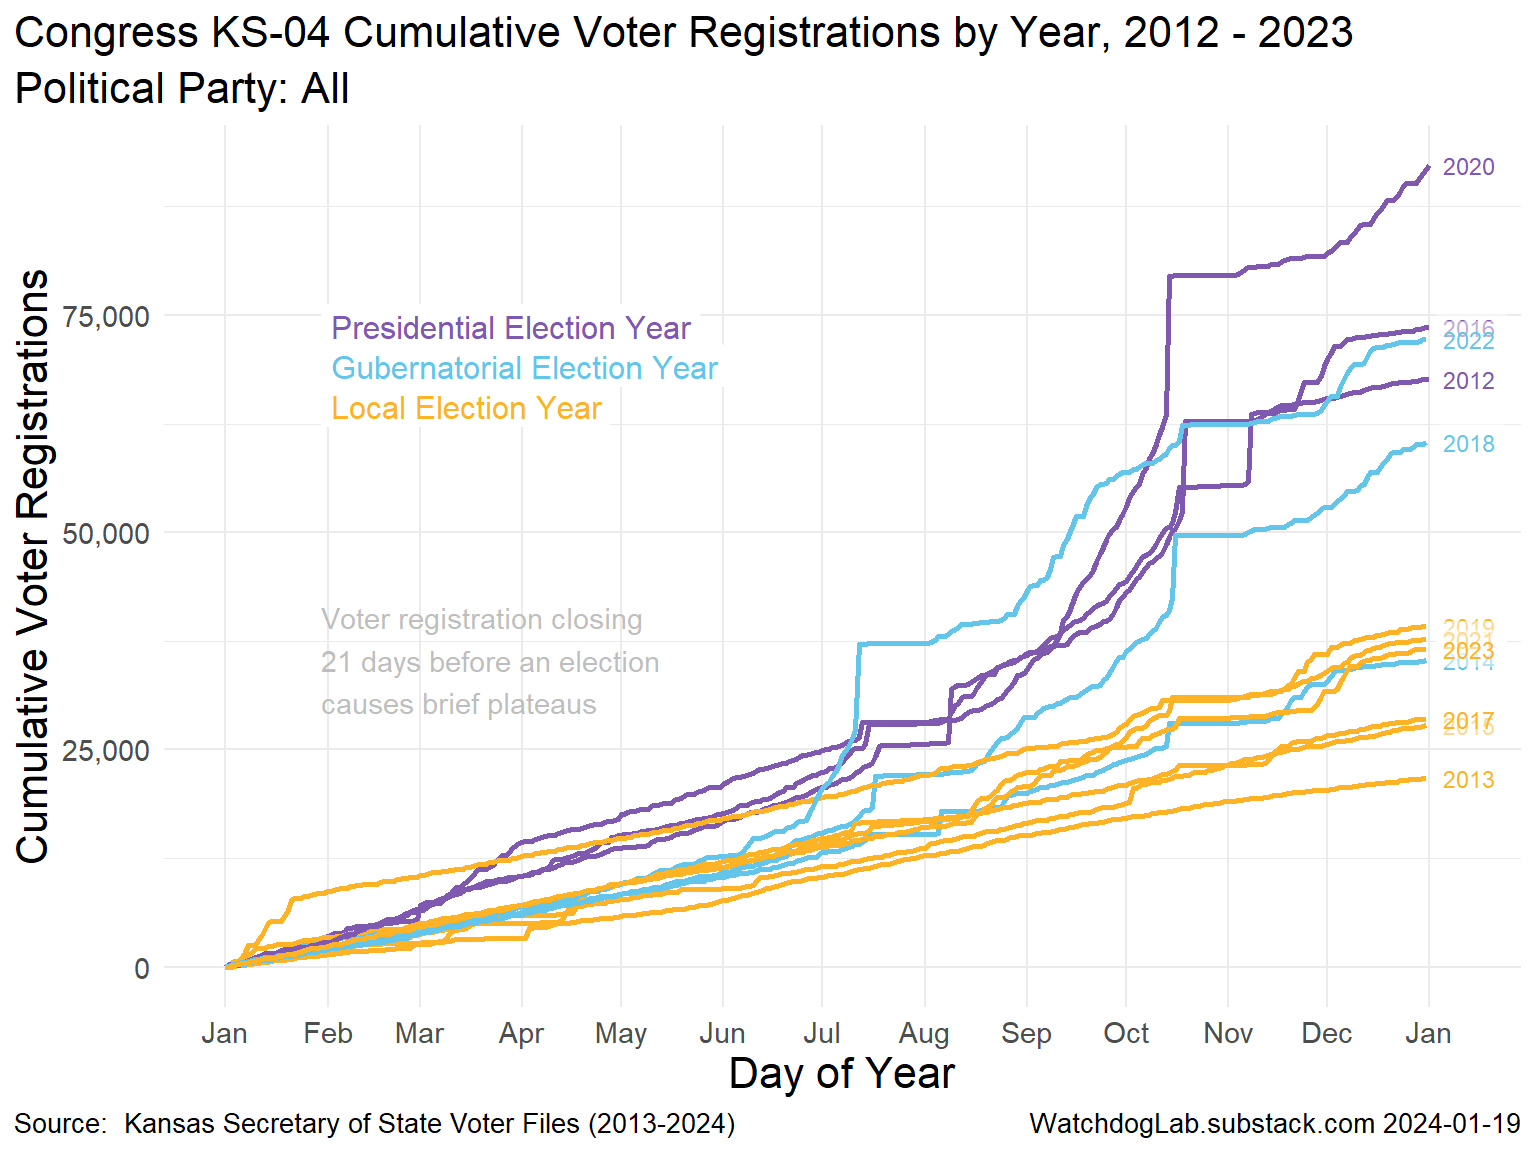 Congress KS-04 Cumulative Voter Registrations by Year, 2012 - 2023
Political Party: All
Cumulative Voter Registrations
75,000
50,000
25,000
0
Presidential Election Year
Gubernatorial Election Year
Local Election Year
Voter registration closing
21 days before an election
causes brief plateaus
2020
2016
2022
2012
2018
2019
2021
2023
2014
2017
2015
2013
Jan Feb Mar Apr May Jun Jul Aug Sep Oct Nov Dec Jan
Day of Year
Source:  Kansas Secretary of State Voter Files (2013-2024)
WatchdogLab.substack.com 2024-01-19